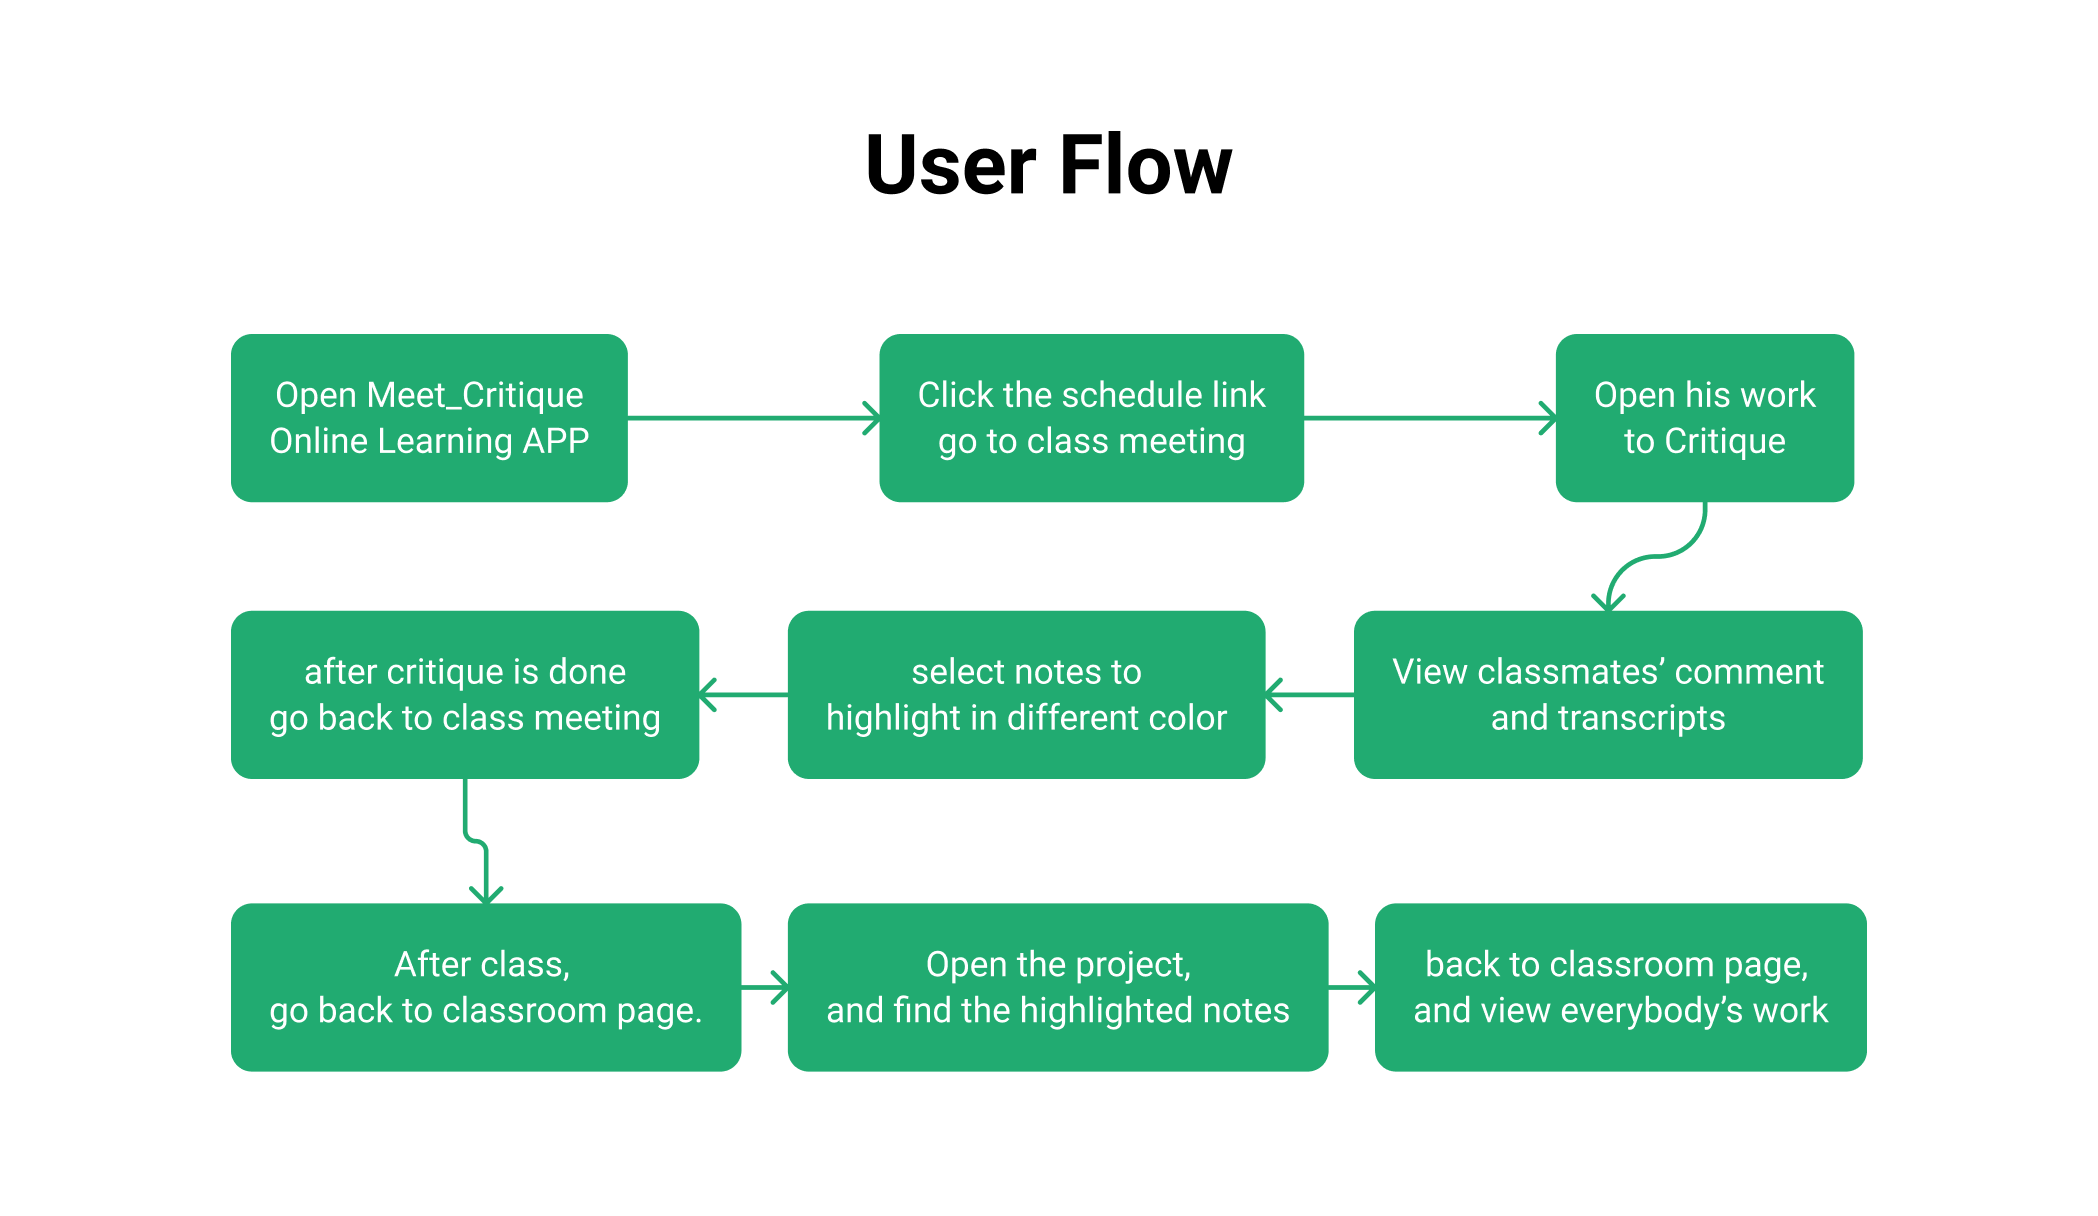 User Flow
Open Meet_Critique
Online Learning APP
Click the schedule link
go to class meeting
Open his work
to Critique
View classmates’ comment
and transcripts
select notes to
highlight in different color
after critique is done
go back to class meeting
After class,
go back to classroom page.
Open the project,
and find the highlighted notes
back to classroom page,
and view everybody’s work